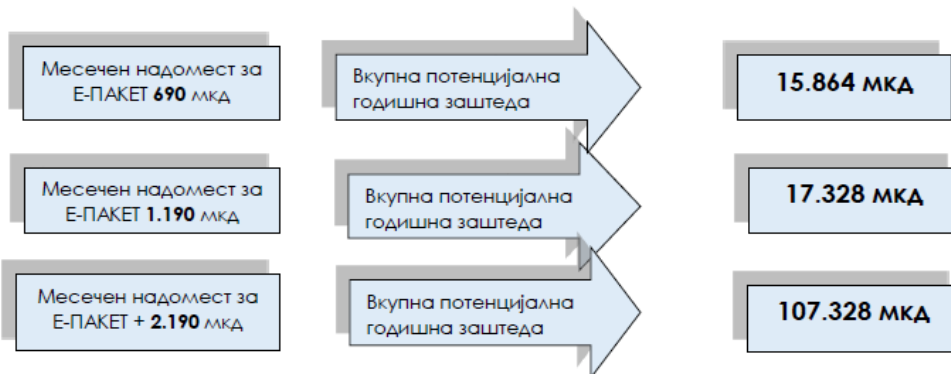 Месечен надомест за
Е-ПАКЕТ 690 мкд
Вкупна потенцијална
годишна заштеда
15.864 мкд
Месечен надомест за
Е-ПАКЕТ 1.190 мкд
Вкупна потенцијална
годишна заштеда
17.328 мкд
Месечен надомест за
Е-ПАКЕТ + 2.190 мкд
Вкупна потенцијална
годишна заштеда
107.328 мкд